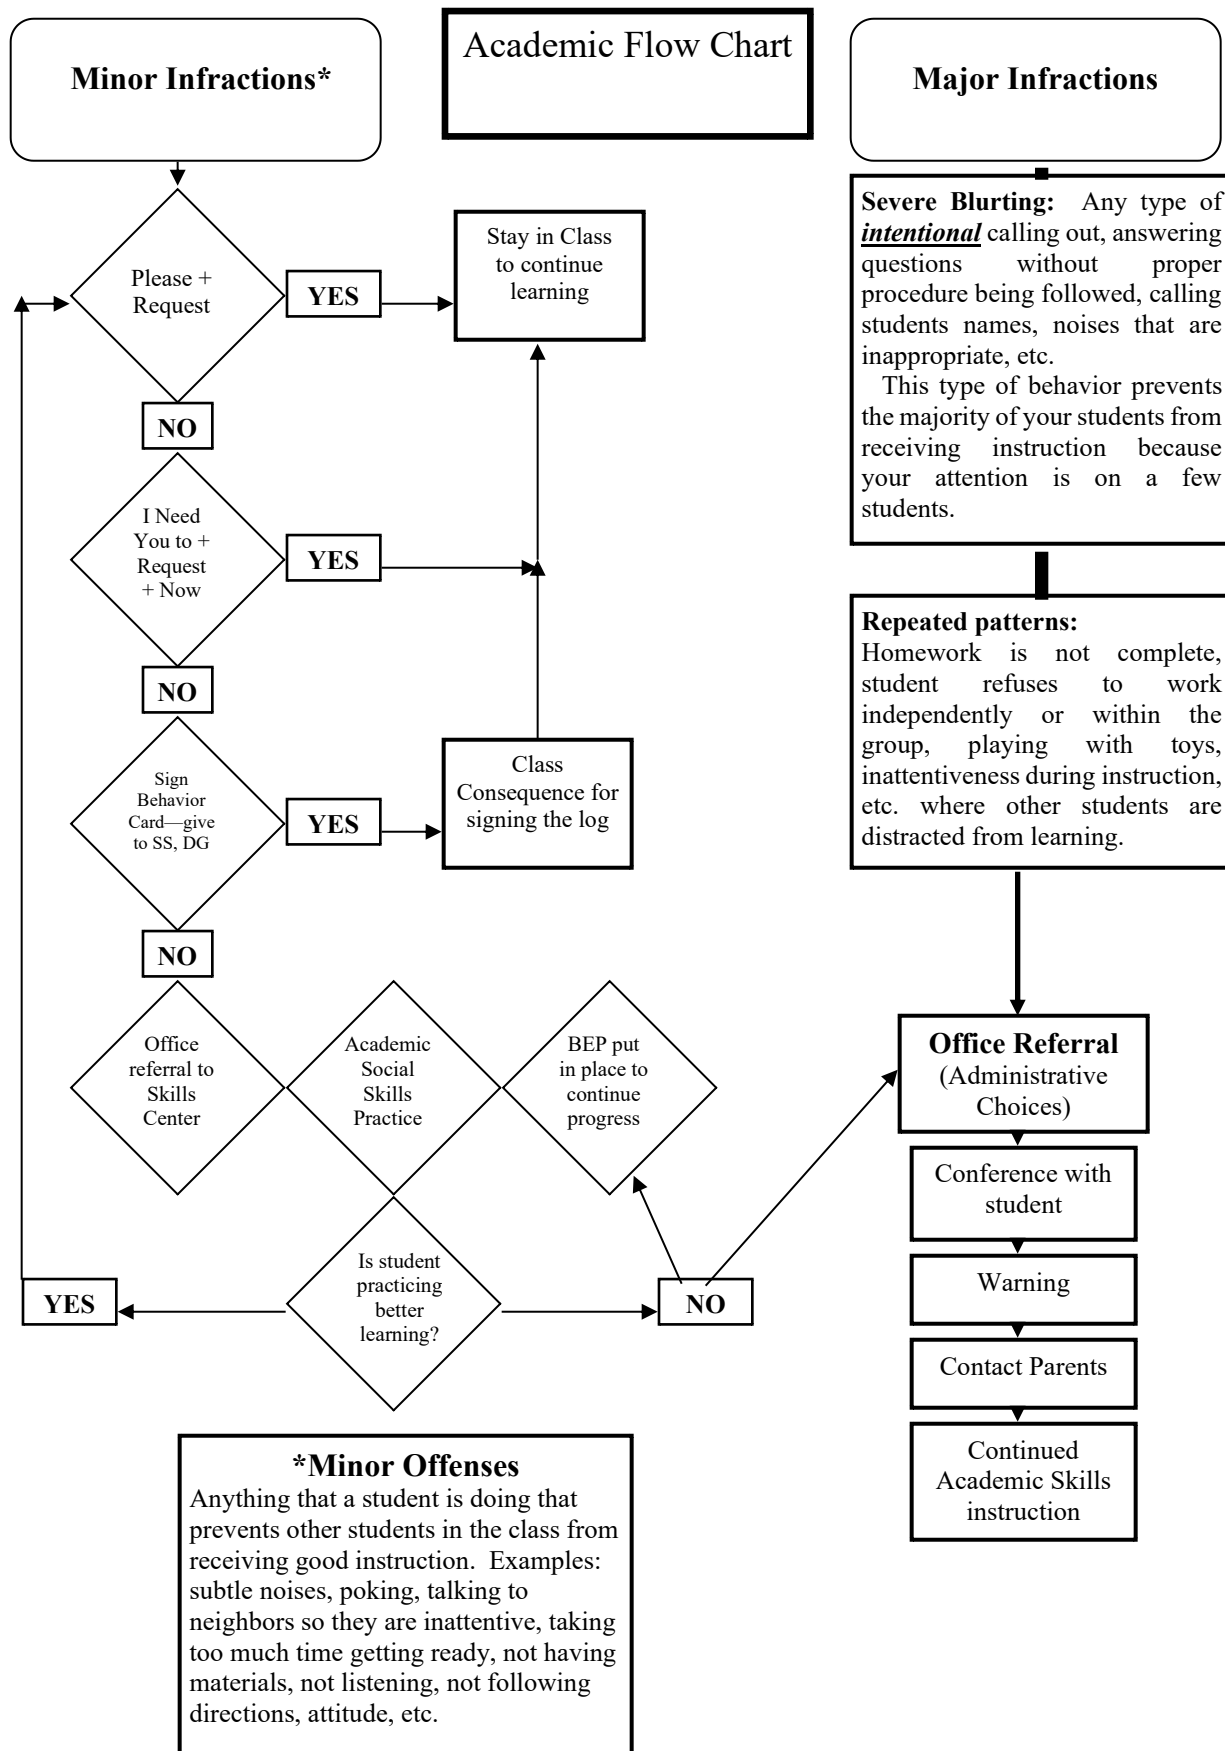 Academic Flow Chart
Minor Infractions*
Please +
Request
YES
Stay in Class
to continue
learning
NO
I Need
You to +
Request
+ Now
YES
NO
Sign
Behavior
Card—give
to SS, DG
YES
Class
Consequence for
signing the log
NO
Office
referral to
Skills
Center
Academic
Social
Skills
Practice
BEP put
in place to
continue
progress
Is student
practicing
better
learning?
YES
NO
*Minor Offenses
Anything that a student is doing that
prevents other students in the class from
receiving good instruction.  Examples:
subtle noises, poking, talking to
neighbors so they are inattentive, taking
too much time getting ready, not having
materials, not listening, not following
directions, attitude, etc.
Major Infractions
Severe Blurting:  Any type of
intentional calling out, answering
questions without proper
procedure being followed, calling
students names, noises that are
inappropriate, etc.
This type of behavior prevents
the majority of your students from
receiving instruction because
your attention is on a few
students.
Repeated patterns:
Homework is not complete,
student refuses to work
independently or within the
group, playing with toys,
inattentiveness during instruction,
etc. where other students are
distracted from learning.
Office Referral
(Administrative
Choices)
Conference with
student
Warning
Contact Parents
Continued
Academic Skills
instruction